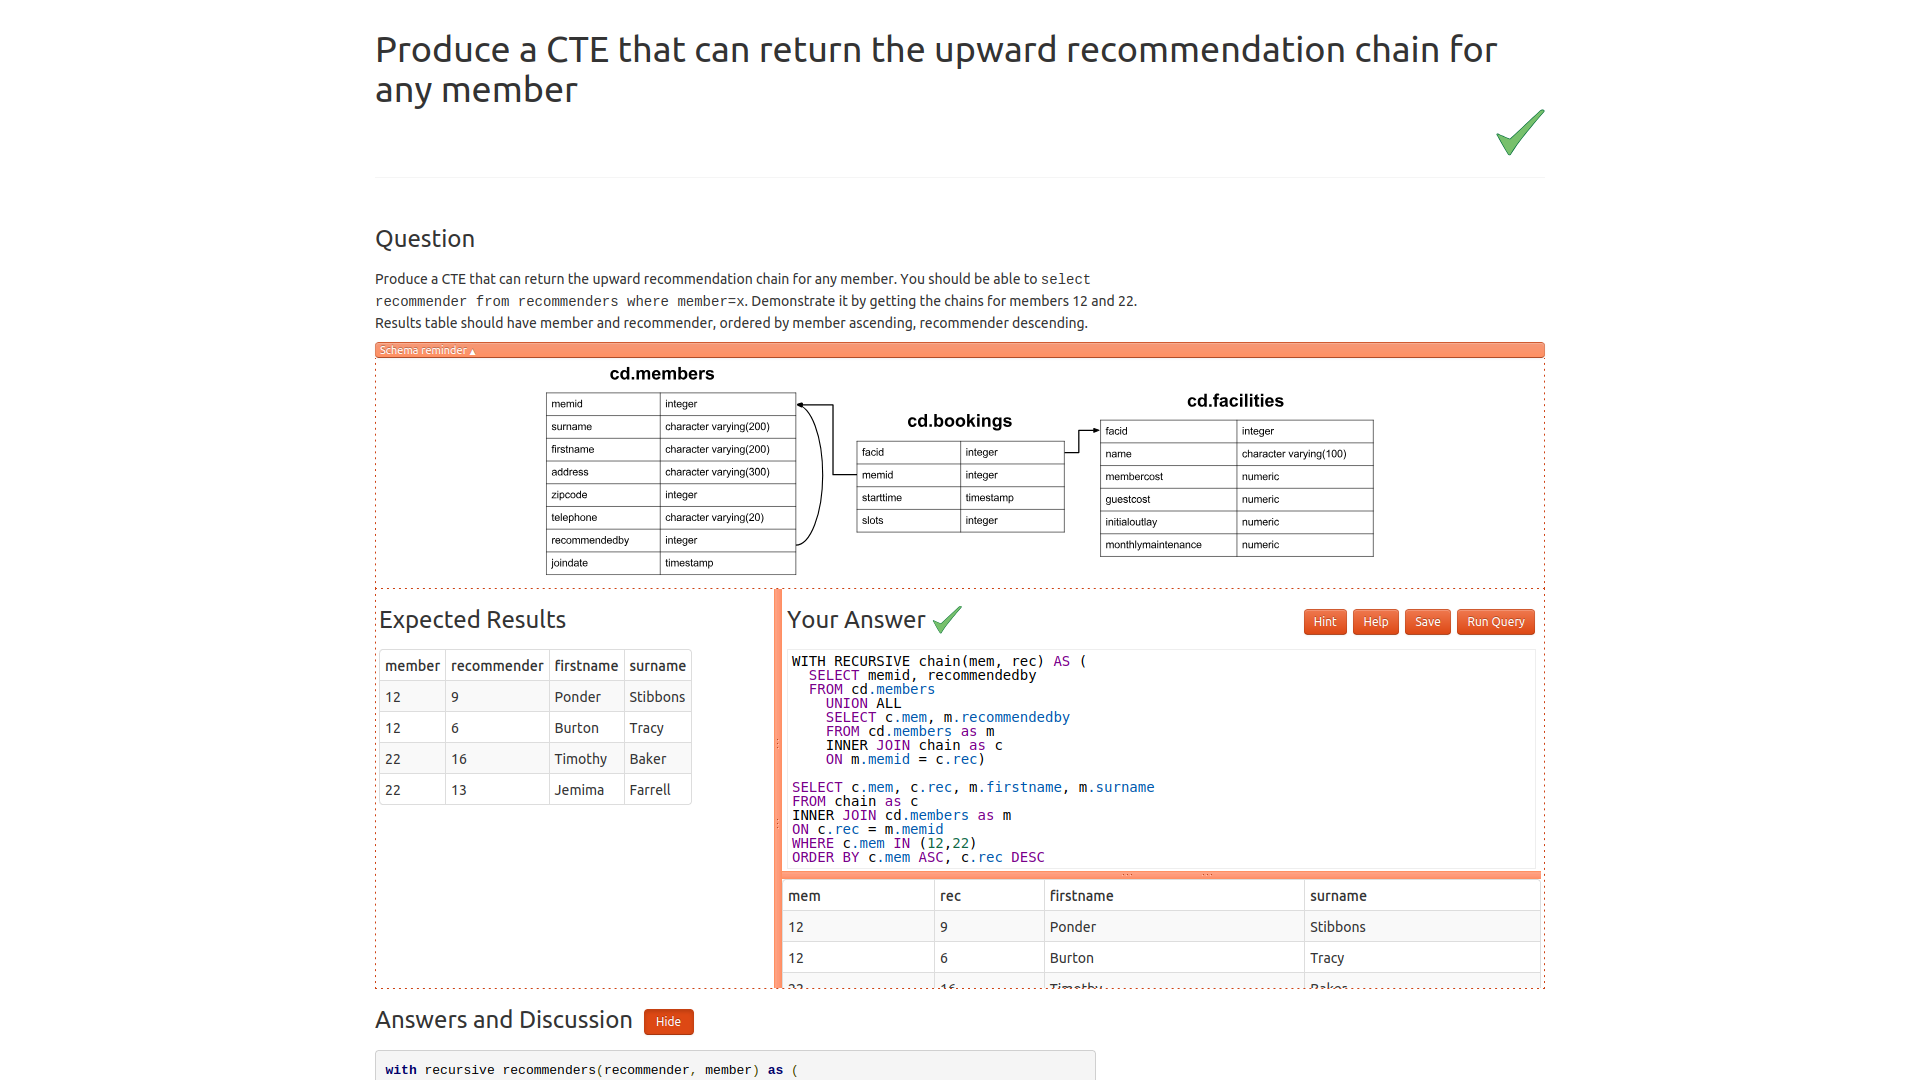 Produce a CTE that can return the upward recommendation chain for
any member
Question
Produce a CTE that can return the upward recommendation chain for any member. You should be able to select
recommender from recommenders where member=x. Demonstrate it by getting the chains for members 12 and 22.
Results table should have member and recommender, ordered by member ascending, recommender descending.
Schema reminder ▲
cd.members
memid integer
surname character varying(200)
firstname character varying(200)
address character varying(300)
zipcode integer
telephone character varying(20)
recommendedby integer
joindate timestamp
cd.bookings
facid integer
memid integer
starttime timestamp
slots integer
cd.facilities
facid integer
name character varying(100)
membercost numeric
guestcost numeric
initialoutlay numeric
monthlymaintenance numeric
Expected Results
member recommender firstname surname
12 9 Ponder Stibbons
12 6 Burton Tracy
22 16 Timothy Baker
22 13 Jemima Farrell
Your Answer
Hint Help Save Run Query
WITH RECURSIVE chain(mem, rec) AS (
SELECT memid, recommendedby
FROM cd.members
UNION ALL
SELECT c.mem, m.recommendedby
FROM cd.members as m
INNER JOIN chain as c
ON m.memid = c.rec)
SELECT c.mem, c.rec, m.firstname, m.surname
FROM chain as c
INNER JOIN cd.members as m
ON c.rec = m.memid
WHERE c.mem IN (12,22)
ORDER BY c.mem ASC, c.rec DESC
mem rec firstname surname
12 9 Ponder Stibbons
12 6 Burton Tracy
22 16 Timothy Baker
Answers and Discussion Hide
with recursive recommenders(recommender, member) as (